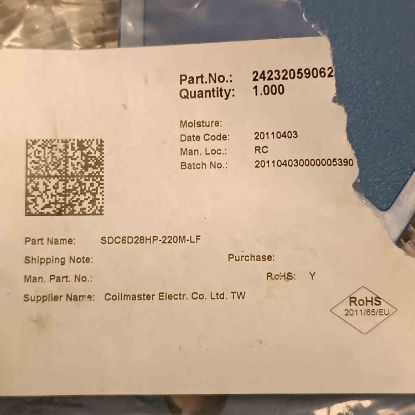 Part.No.: 24232059062
Quantity: 1.000
Moisture:
Date Code: 20110403
Man. Loc.: RC
Batch No.: 201104030000005390
Part Name: SDC6D28HP-220M-LF
Shipping Note: Purchase:
Man. Part. No.: RoHS: Y
Supplier Name: Coilmaster Electr. Co. Ltd. TW
RoHS
2011/65/EU